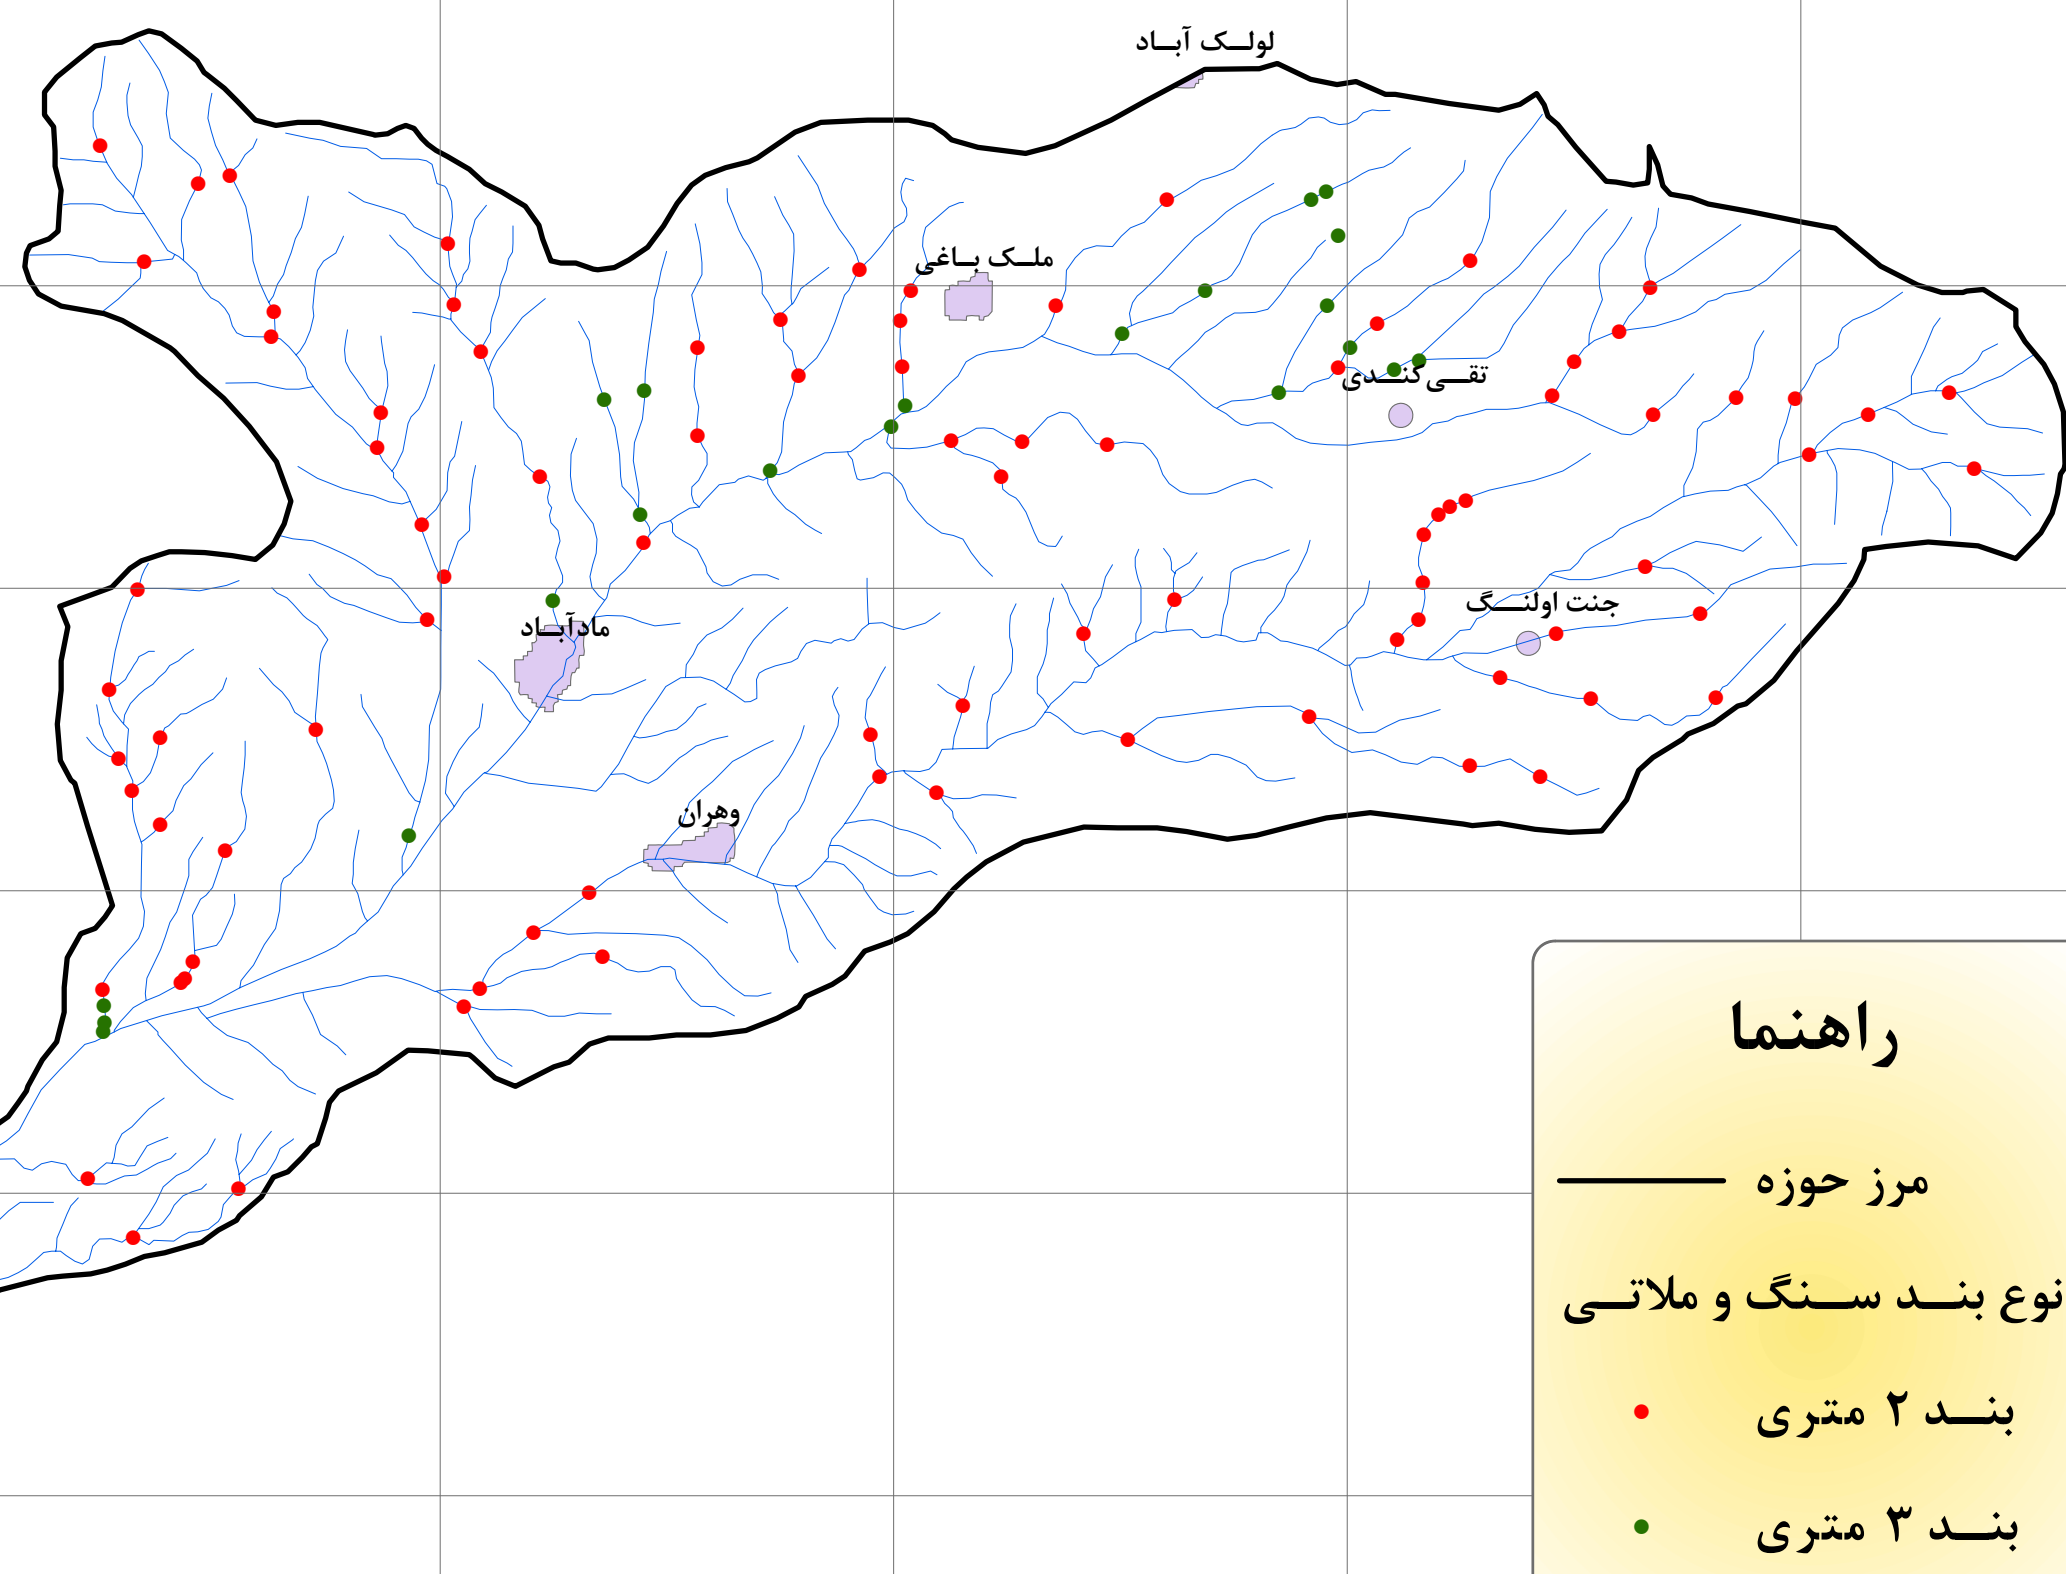 لولک آباد
ملک باغی
تقی‌کندی
جنت اولنگ
مادآباد
وهران
راهنما
مرز حوزه
نوع بند سنگ و ملاتی
بند ۲ متری
بند ۳ متری